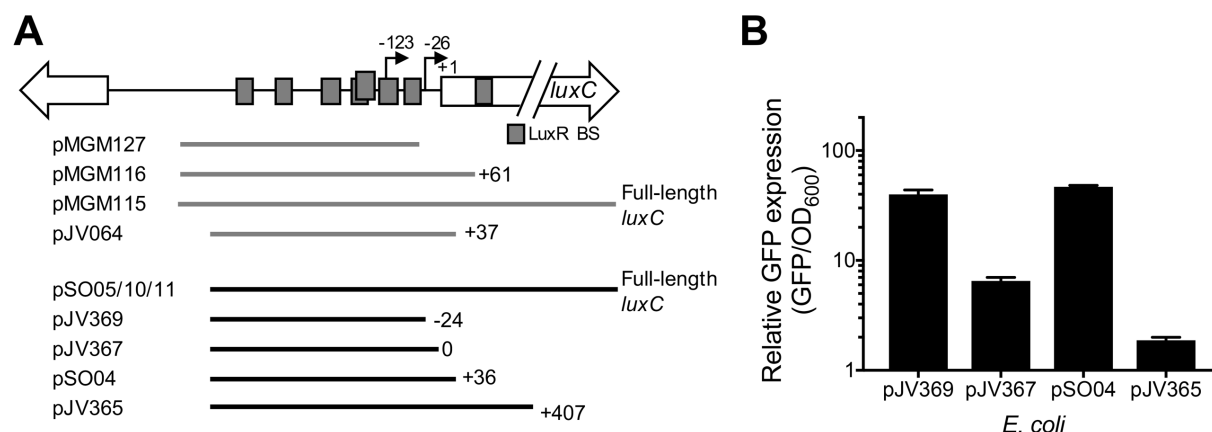 A
-123
-26
+1
luxC
LuxR BS
pMGM127
pMGM116
+61
pMGM115
Full-length
luxC
pJV064
+37
pSO05/10/11
Full-length
luxC
pJV369
-24
pJV367
0
pSO04
+36
pJV365
+407
B
Relative GFP expression
(GFP/OD600)
100
10
1
pJV369
pJV367
pSO04
pJV365
E. coli